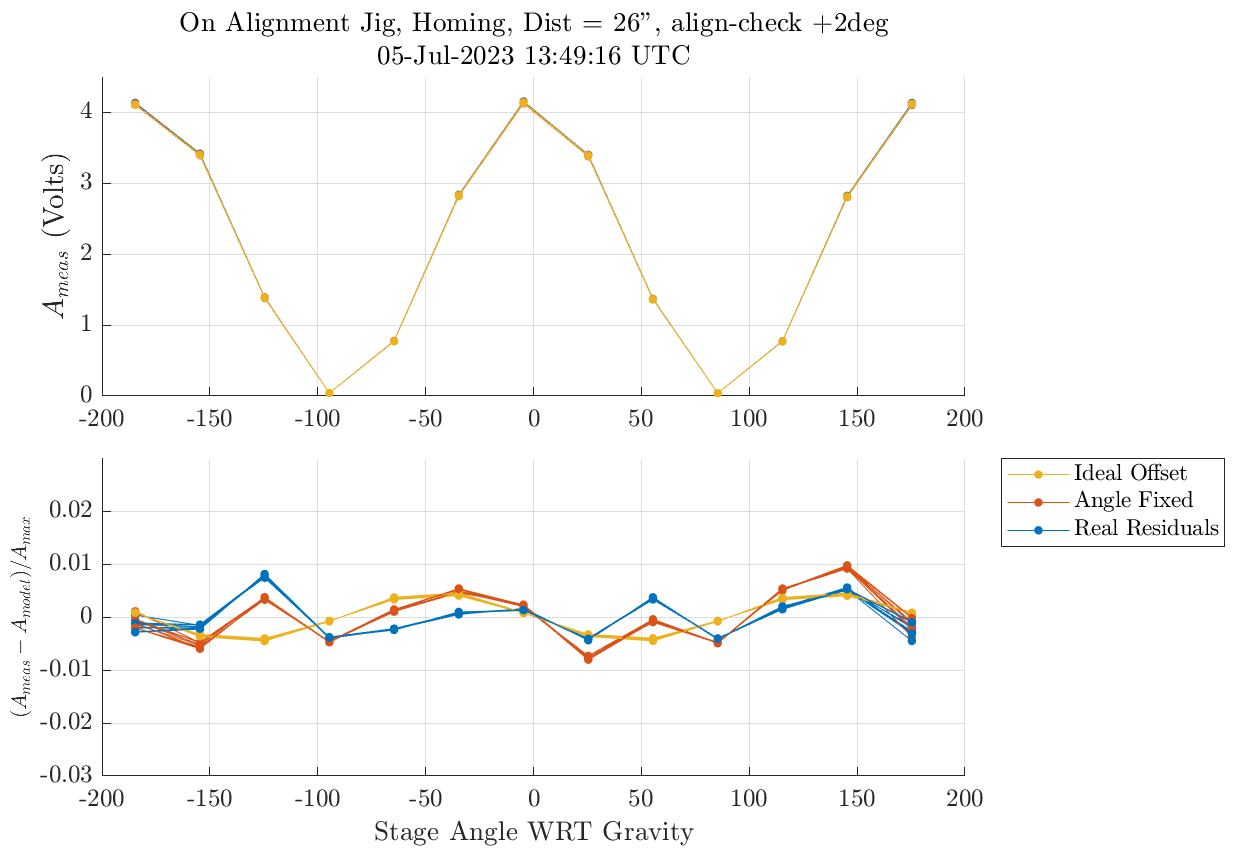 On Alignment Jig, Homing, Dist = 26", align-check +2deg
05-Jul-2023 13:49:16 UTC
4
3
2
1
0
A_meas (Volts)
-200 -150 -100 -50 0 50 100 150 200
0.02
0.01
0
-0.01
-0.02
-0.03
(A_meas − A_model)/A_max
-200 -150 -100 -50 0 50 100 150 200
Stage Angle WRT Gravity
Ideal Offset
Angle Fixed
Real Residuals